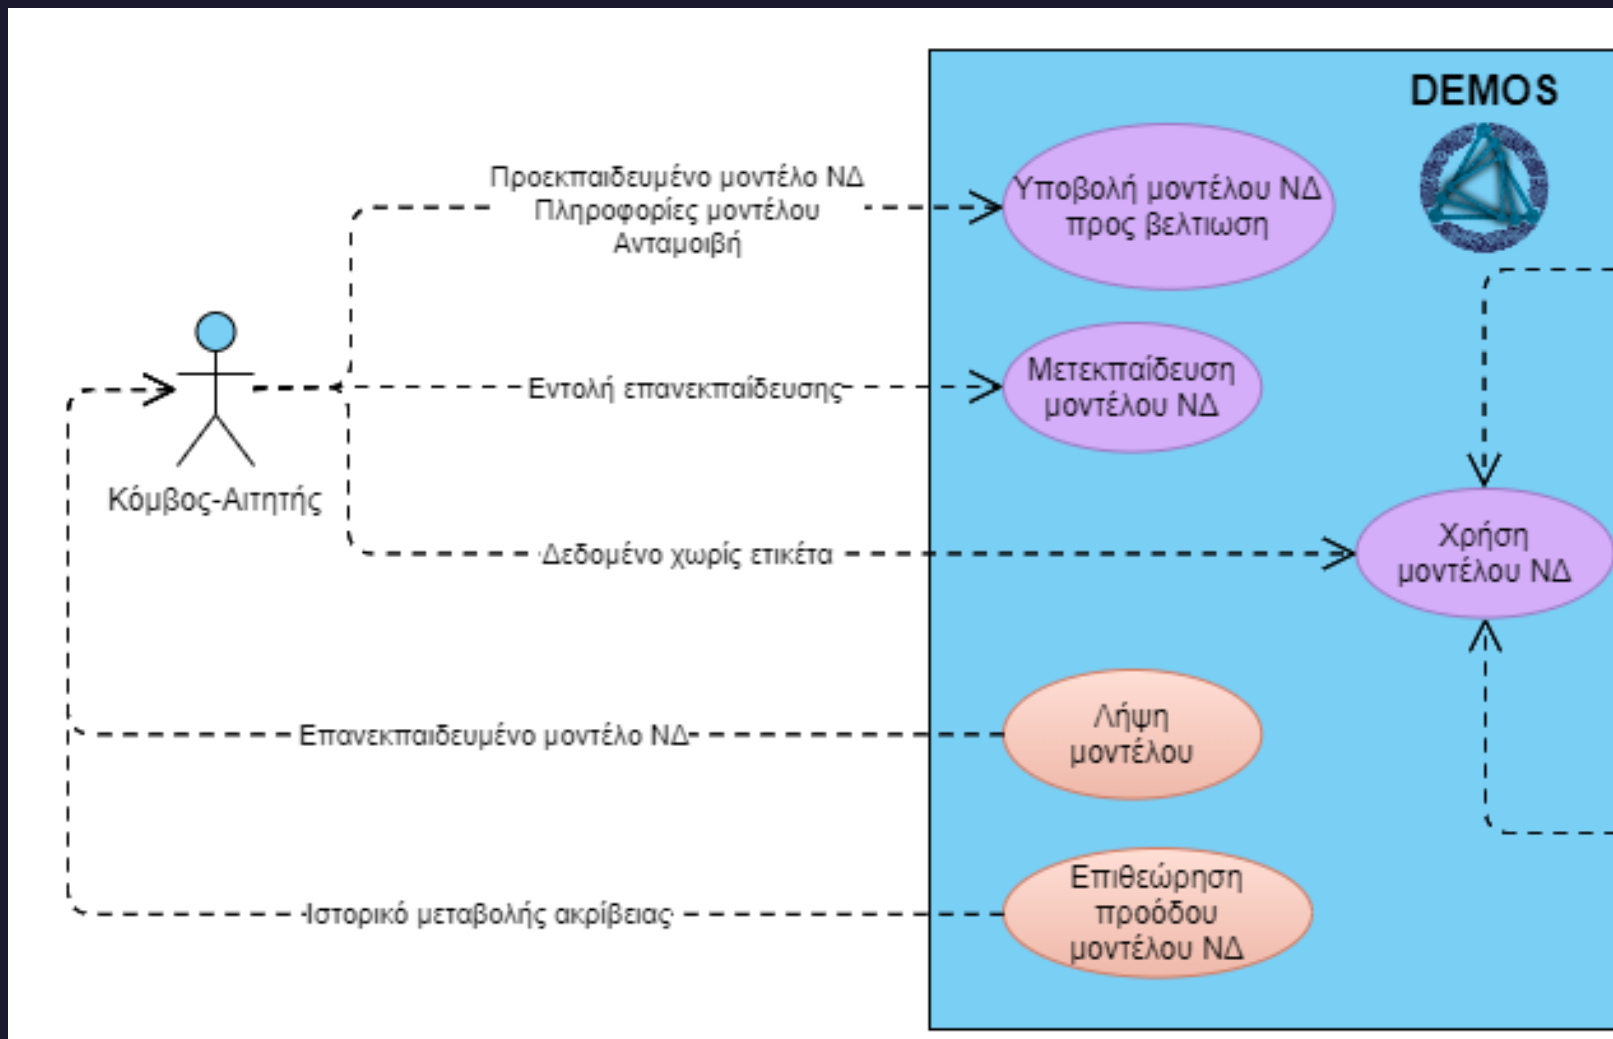 DEMOS
Προεκπαιδευμένο μοντέλο ΝΔ
Πληροφορίες μοντέλου
Ανταμοιβή
Υποβολή μοντέλου ΝΔ
προς βελτιωση
Εντολή επανεκπαίδευσης
Μετεκπαίδευση
μοντέλου ΝΔ
Κόμβος-Αιτητής
Δεδομένο χωρίς ετικέτα
Χρήση
μοντέλου ΝΔ
Επανεκπαιδευμένο μοντέλο ΝΔ
Λήψη
μοντέλου
Ιστορικό μεταβολής ακρίβειας
Επιθεώρηση
προόδου
μοντέλου ΝΔ